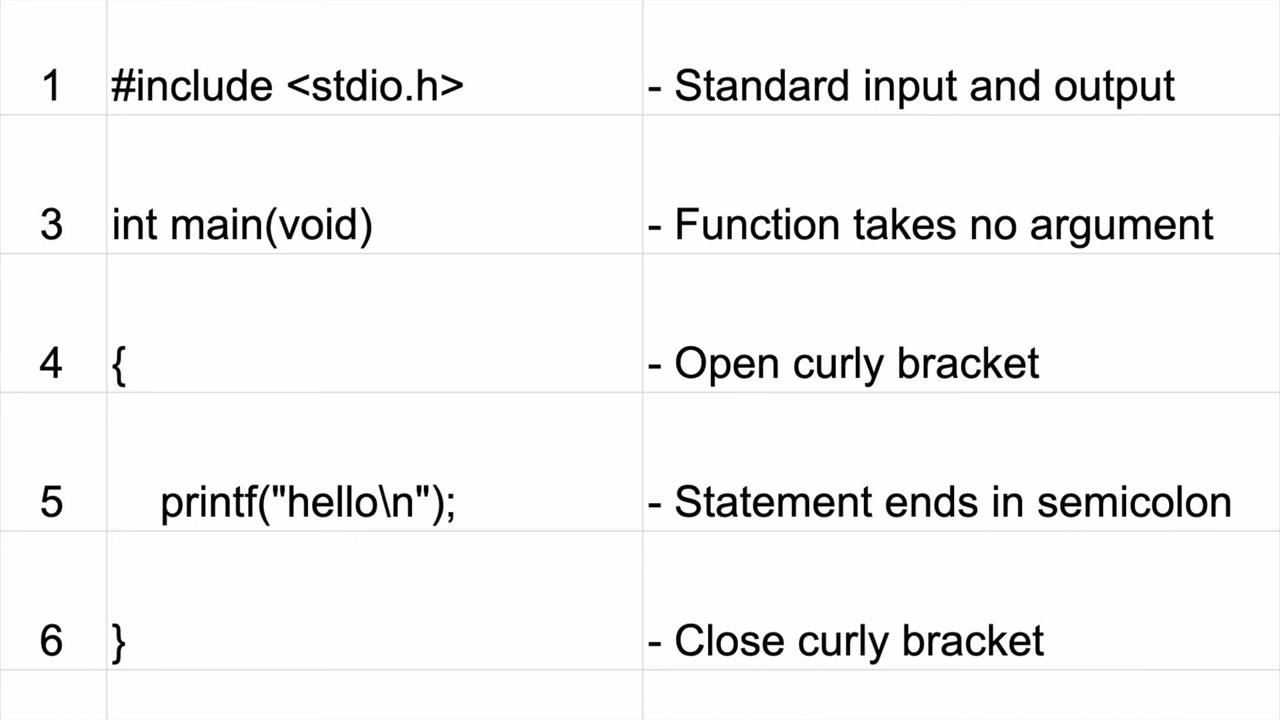 1 #include <stdio.h> - Standard input and output
3 int main(void) - Function takes no argument
4 { - Open curly bracket
5 printf("hello\n"); - Statement ends in semicolon
6 } - Close curly bracket